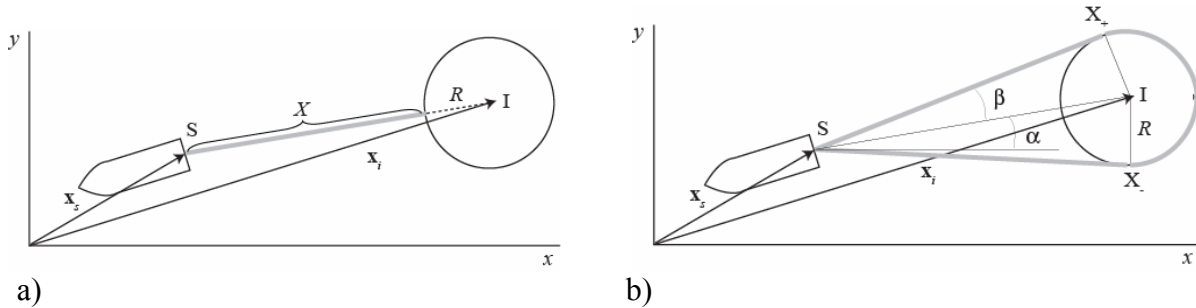 y
X
R
I
S
x_s
x_i
x
a)
y
X_+
β
I
S
α
R
x_s
x_i
X_-
x
b)